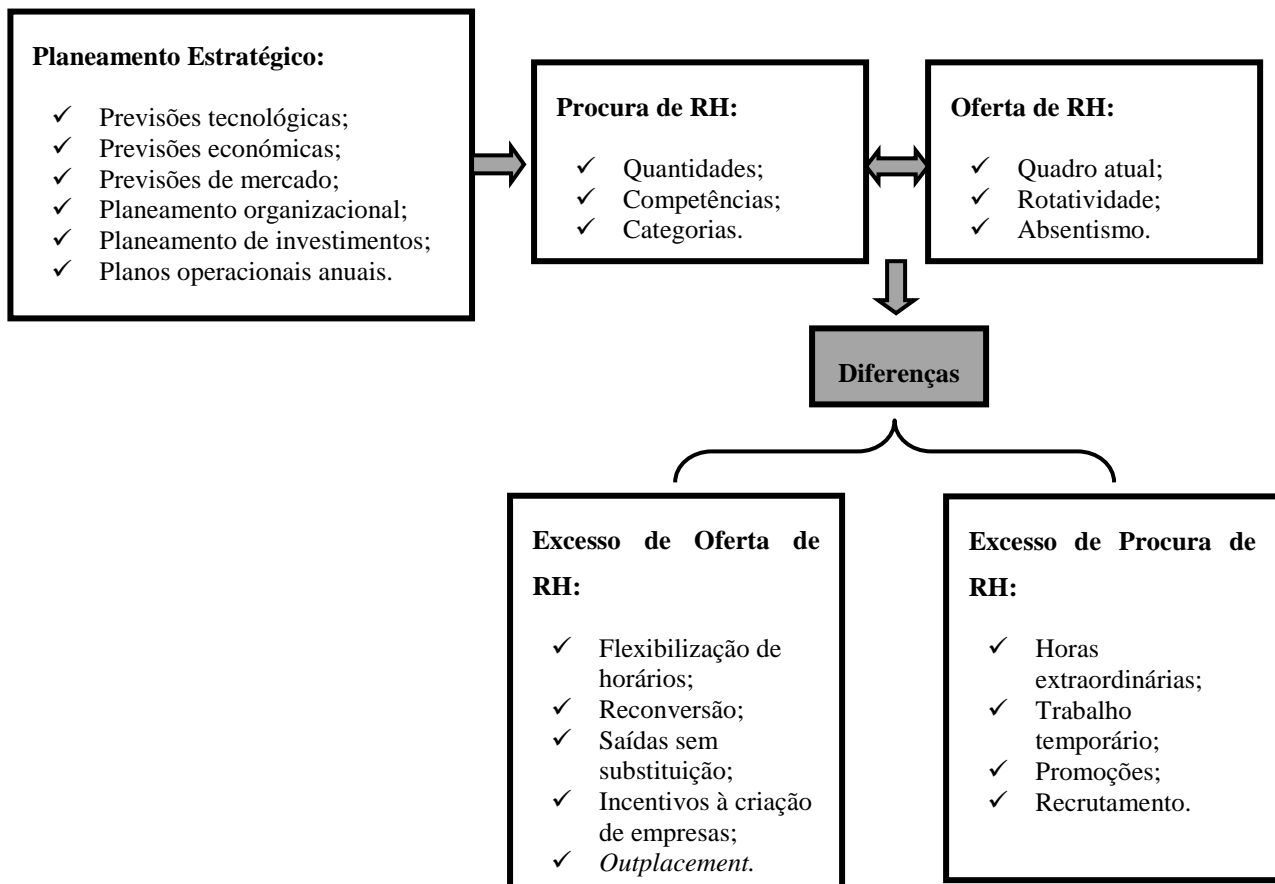 Planeamento Estratégico:
✓ Previsões tecnológicas;
✓ Previsões económicas;
✓ Previsões de mercado;
✓ Planeamento organizacional;
✓ Planeamento de investimentos;
✓ Planos operacionais anuais.
Procura de RH:
✓ Quantidades;
✓ Competências;
✓ Categorias.
Oferta de RH:
✓ Quadro atual;
✓ Rotatividade;
✓ Absentismo.
Diferenças
Excesso de Oferta de
RH:
✓ Flexibilização de
horários;
✓ Reconversão;
✓ Saídas sem
substituição;
✓ Incentivos à criação
de empresas;
✓ Outplacement.
Excesso de Procura de
RH:
✓ Horas
extraordinárias;
✓ Trabalho
temporário;
✓ Promoções;
✓ Recrutamento.